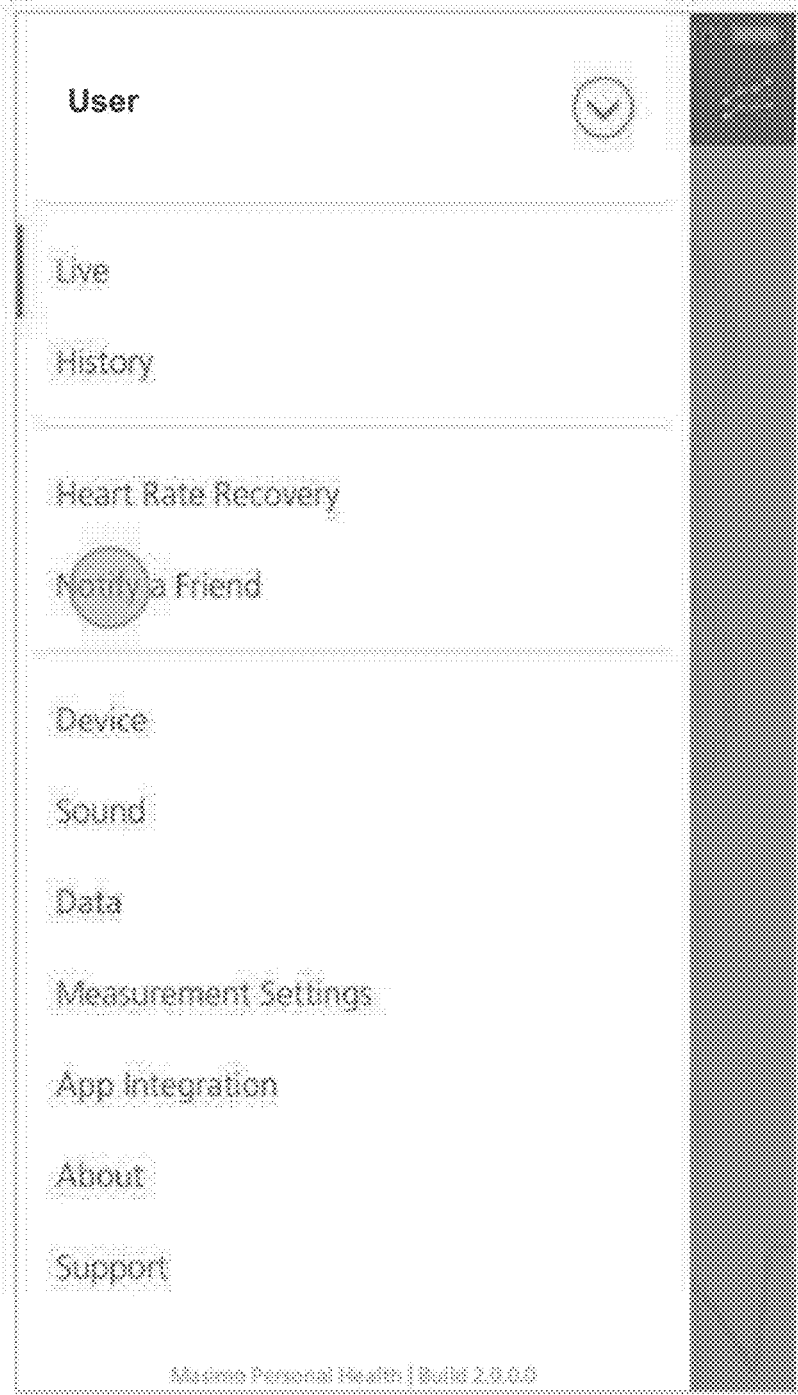 User
Live
History
Heart Rate Recovery
Notify a Friend
Device
Sound
Data
Measurement Settings
App Integration
About
Support
Masimo Personal Health | Build 2.0.0.0